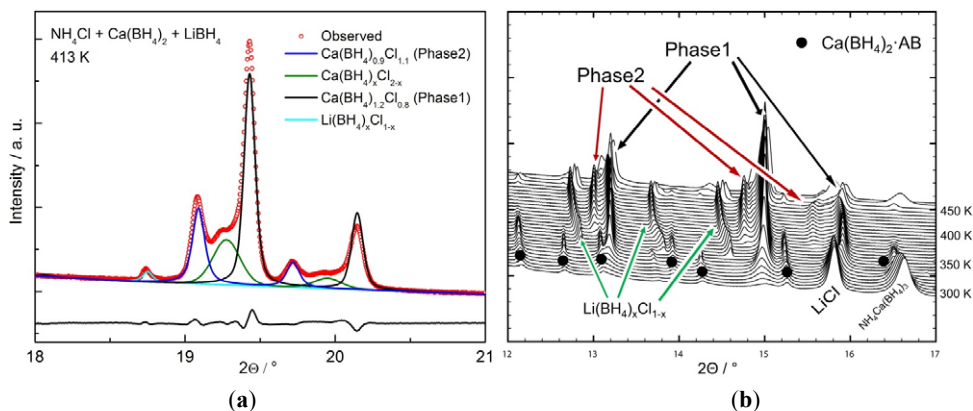 NH₄Cl + Ca(BH₄)₂ + LiBH₄
413 K
Observed
Ca(BH₄)₀.₉Cl₁.₁ (Phase2)
Ca(BH₄)ₓCl₂₋ₓ
Ca(BH₄)₁.₂Cl₀.₈ (Phase1)
Li(BH₄)ₓCl₁₋ₓ
Intensity / a. u.
18 19 20 21
2Θ / °
(a)
Ca(BH₄)₂·AB
Phase1
Phase2
450 K
400 K
350 K
300 K
Li(BH₄)ₓCl₁₋ₓ
LiCl
NH₄Ca(BH₄)₃
12 13 14 15 16 17
2Θ / °
(b)